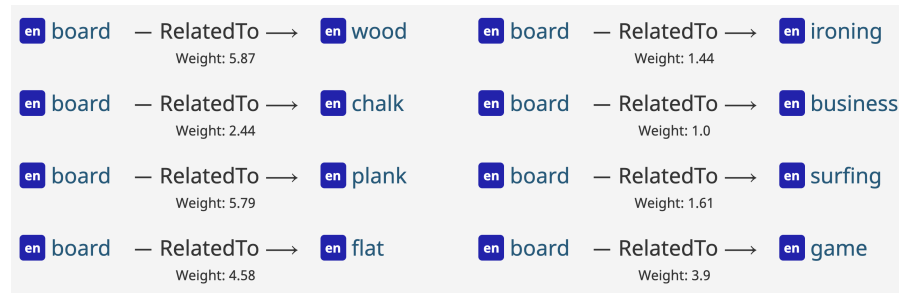 en board — RelatedTo ⟶ en wood
Weight: 5.87
en board — RelatedTo ⟶ en chalk
Weight: 2.44
en board — RelatedTo ⟶ en plank
Weight: 5.79
en board — RelatedTo ⟶ en flat
Weight: 4.58
en board — RelatedTo ⟶ en ironing
Weight: 1.44
en board — RelatedTo ⟶ en business
Weight: 1.0
en board — RelatedTo ⟶ en surfing
Weight: 1.61
en board — RelatedTo ⟶ en game
Weight: 3.9